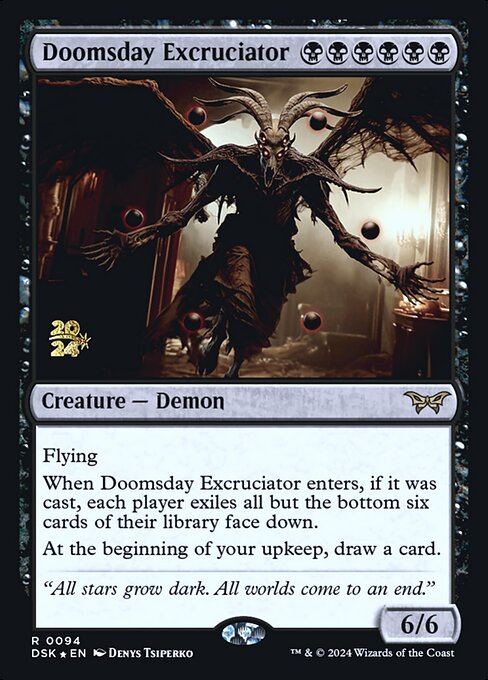 Doomsday Excruciator
20
24
Creature — Demon
Flying
When Doomsday Excruciator enters, if it was
cast, each player exiles all but the bottom six
cards of their library face down.
At the beginning of your upkeep, draw a card.
“All stars grow dark. All worlds come to an end.”
6/6
R 0094
DSK ★ EN Denys Tsiperko
™ & © 2024 Wizards of the Coast